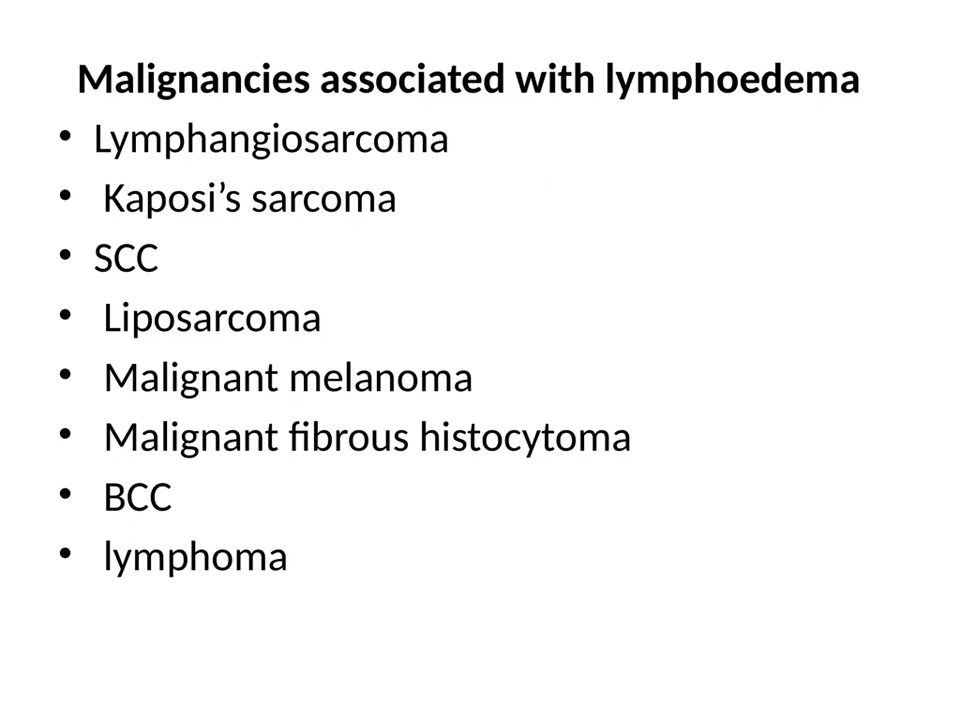 Malignancies associated with lymphoedema
• Lymphangiosarcoma
• Kaposi’s sarcoma
• SCC
• Liposarcoma
• Malignant melanoma
• Malignant fibrous histocytoma
• BCC
• lymphoma